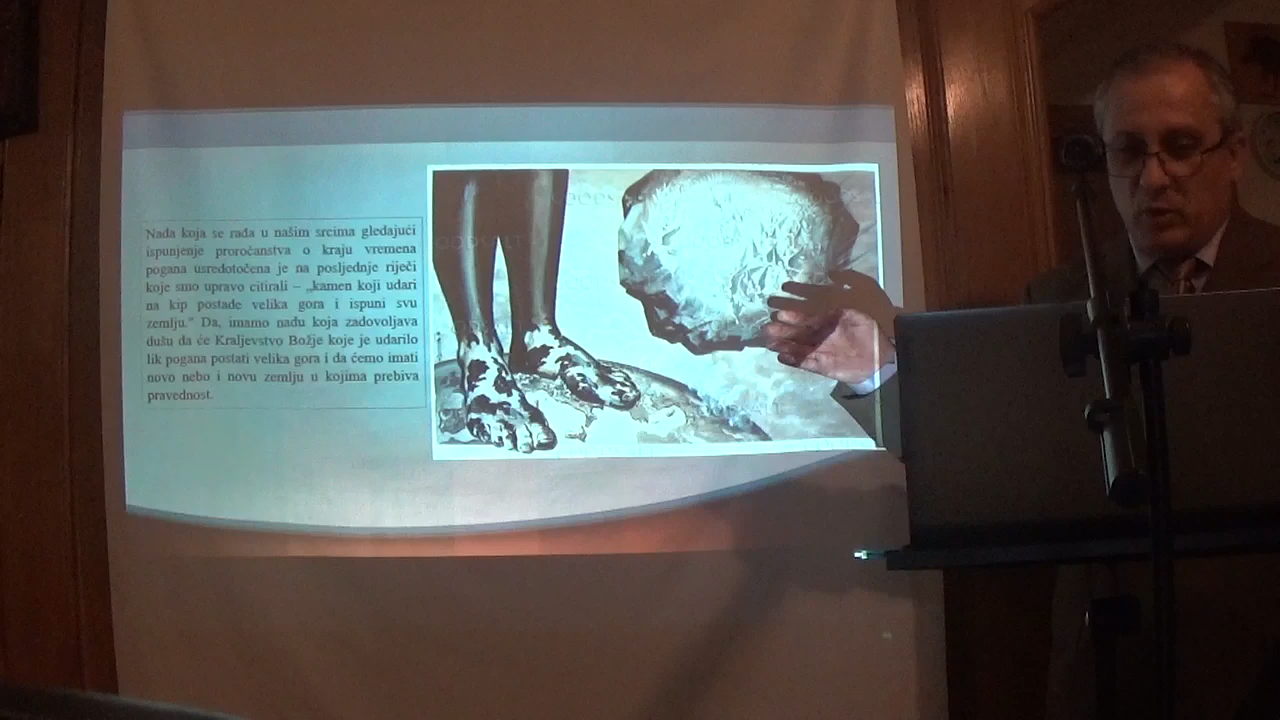 Nada koja se rađa u našim srcima gledajući
ispunjenje proročanstva o kraju vremena
pogana usredotočena je na posljednje riječi
koje smo upravo citirali – „kamen koji udari
na kip postade velika gora i ispuni svu
zemlju.” Da, imamo nadu koja zadovoljava
dušu da će Kraljevstvo Božje koje je udarilo
lik pogana postati velika gora i da ćemo imati
novo nebo i novu zemlju u kojima prebiva
pravednost.